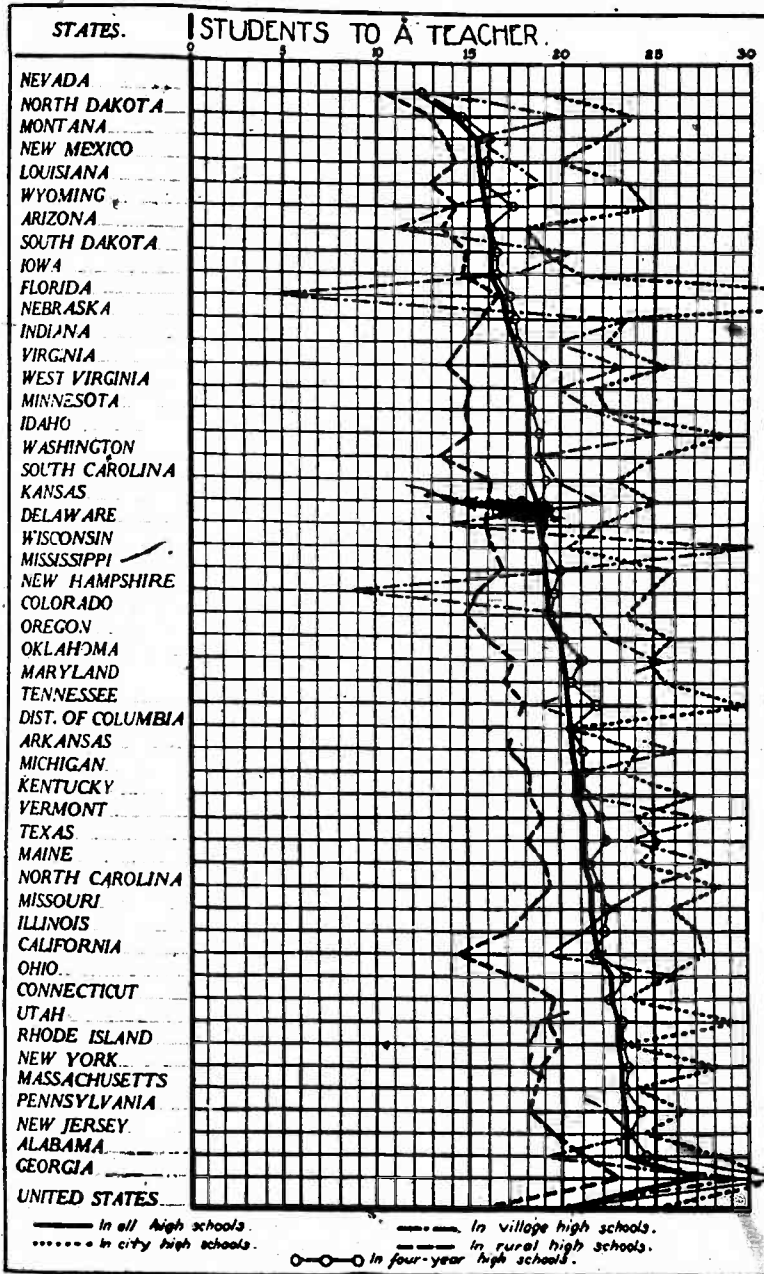 STATES. STUDENTS TO A TEACHER.
0 5 10 15 20 25 30
NEVADA
NORTH DAKOTA
MONTANA
NEW MEXICO
LOUISIANA
WYOMING
ARIZONA
SOUTH DAKOTA
IOWA
FLORIDA
NEBRASKA
INDIANA
VIRGNIA
WEST VIRGINIA
MINNESOTA
IDAHO
WASHINGTON
SOUTH CAROLINA
KANSAS
DELAWARE
WISCONSIN
MISSISSIPPI
NEW HAMPSHIRE
COLORADO
OREGON
OKLAHOMA
MARYLAND
TENNESSEE
DIST. OF COLUMBIA
ARKANSAS
MICHIGAN
KENTUCKY
VERMONT
TEXAS
MAINE
NORTH CAROLINA
MISSOURI
ILLINOIS
CALIFORNIA
OHIO
CONNECTICUT
UTAH
RHODE ISLAND
NEW YORK
MASSACHUSETTS
PENNSYLVANIA
NEW JERSEY
ALABAMA
GEORGIA
UNITED STATES
In all high schools. In village high schools.
In city high schools. In rural high schools.
In four-year high schools.